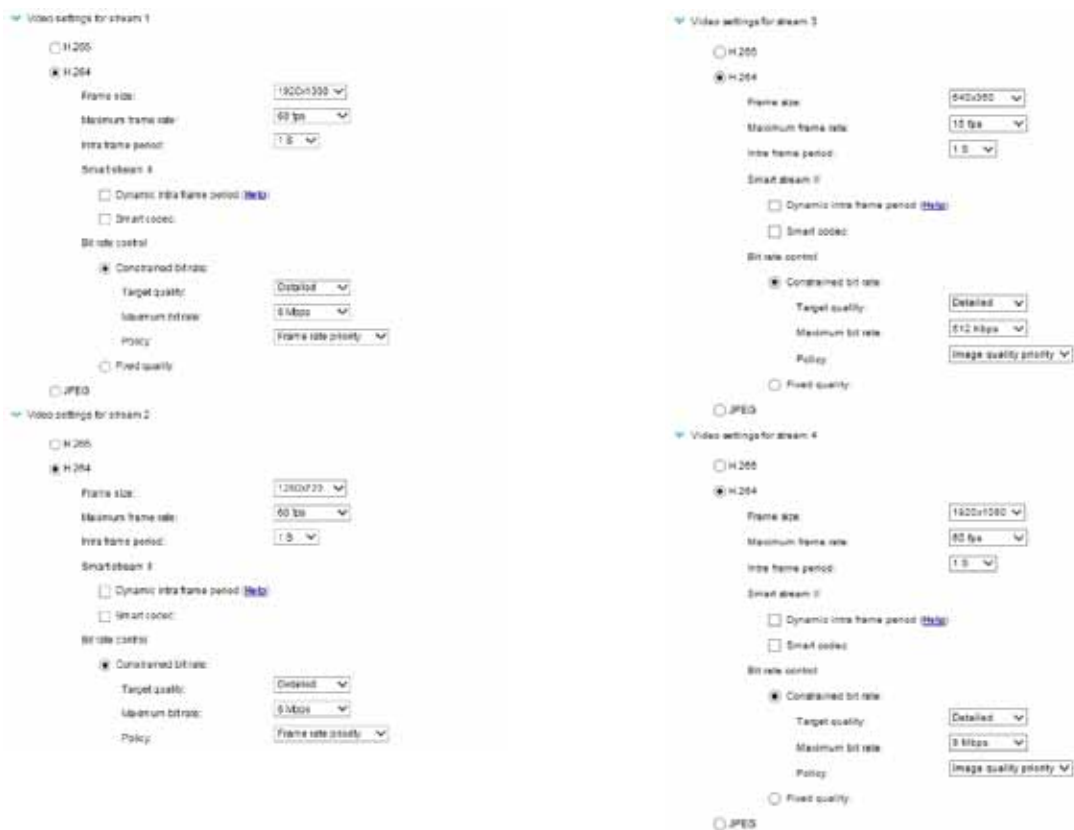 Video settings for stream 1
H.265
H.264
Frame size: 1920x1080
Maximum frame rate: 60 fps
Intra frame period: 1 S
Smart stream II
Dynamic intra frame period (Help)
Smart codec:
Bit rate control
Constrained bit rate:
Target quality: Detailed
Maximum bit rate: Mbps
Policy: Frame rate priority
Fixed quality
JPEG
Video settings for stream 2
H.265
H.264
Frame size: 1280x720
Maximum frame rate: 60 fps
Intra frame period: 1 S
Smart stream II
Dynamic intra frame period (Help)
Smart codec:
Bit rate control
Constrained bit rate:
Target quality: Detailed
Maximum bit rate: 6 Mbps
Policy: Frame rate priority
Video settings for stream 3
H.265
H.264
Frame size: 640x360
Maximum frame rate: fps
Intra frame period: 1 S
Smart stream II
Dynamic intra frame period (Help)
Smart codec:
Bit rate control
Constrained bit rate:
Target quality: Detailed
Maximum bit rate: 512 Kbps
Policy: Image quality priority
Fixed quality:
JPEG
Video settings for stream 4
H.265
H.264
Frame size: 1920x1080
Maximum frame rate: 60 fps
Intra frame period: 1 S
Smart stream II
Dynamic intra frame period (Help)
Smart codec:
Bit rate control
Constrained bit rate:
Target quality: Detailed
Maximum bit rate: Mbps
Policy: Image quality priority
Fixed quality:
JPEG